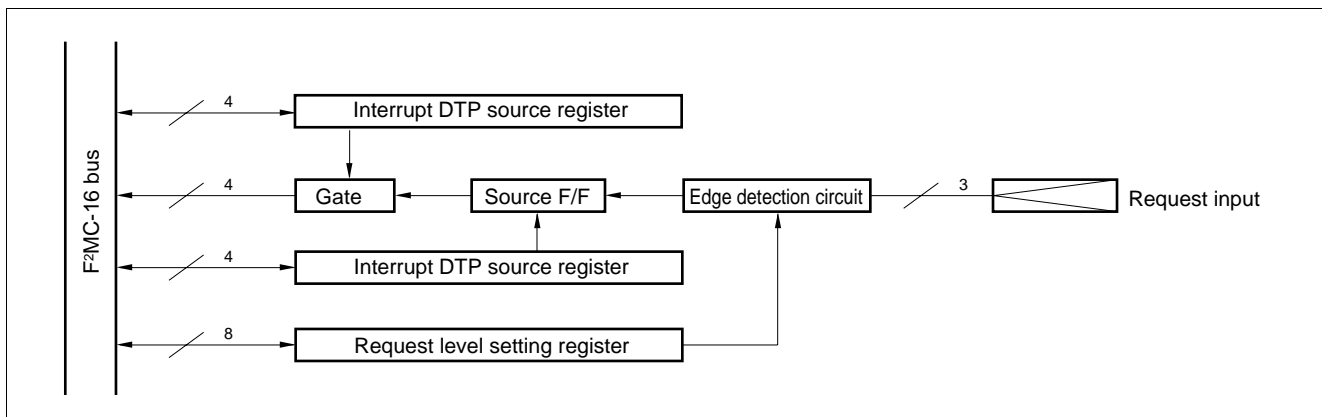 F²MC-16 bus
4
Interrupt DTP source register
4
Gate
Source F/F
Edge detection circuit
3
Request input
4
Interrupt DTP source register
8
Request level setting register